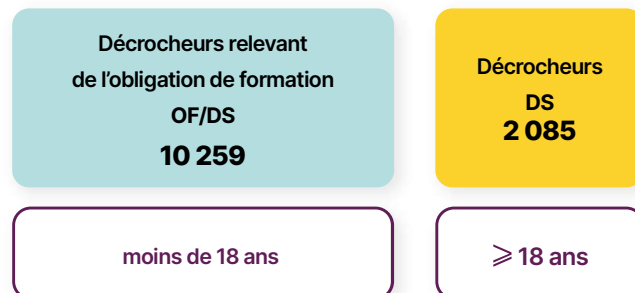 Décrocheurs relevant
de l’obligation de formation
OF/DS
10 259
Décrocheurs
DS
2 085
moins de 18 ans
⩾ 18 ans